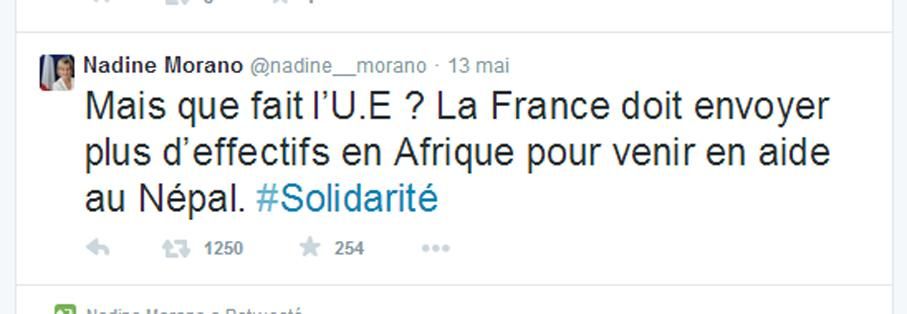 Nadine Morano @nadine__morano · 13 mai
Mais que fait l’U.E ? La France doit envoyer
plus d’effectifs en Afrique pour venir en aide
au Népal. #Solidarité
1250 254
Nadine Morano a Retweeté